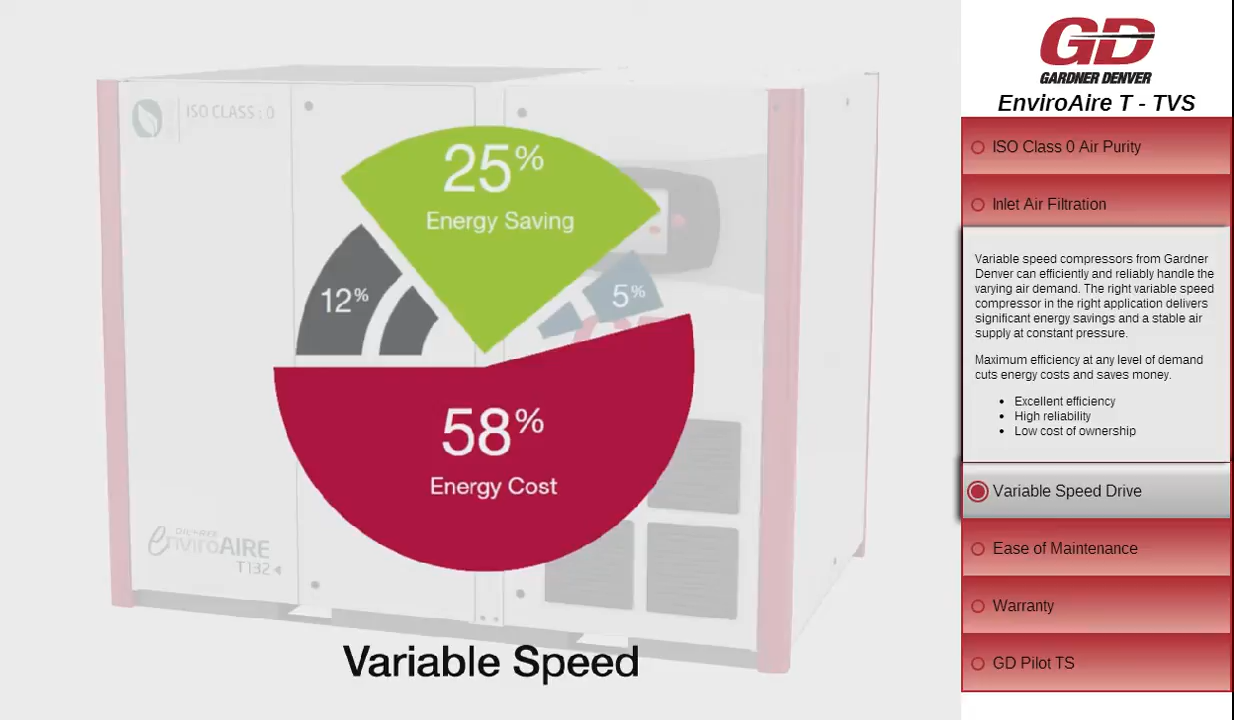 ISO CLASS : 0
25%
Energy Saving
12%
5%
58%
Energy Cost
OIL-FREE
enviroAIRE
T132
Variable Speed
GD
GARDNER DENVER
EnviroAire T - TVS
ISO Class 0 Air Purity
Inlet Air Filtration
Variable speed compressors from Gardner
Denver can efficiently and reliably handle the
varying air demand. The right variable speed
compressor in the right application delivers
significant energy savings and a stable air
supply at constant pressure.
Maximum efficiency at any level of demand
cuts energy costs and saves money.
• Excellent efficiency
• High reliability
• Low cost of ownership
Variable Speed Drive
Ease of Maintenance
Warranty
GD Pilot TS